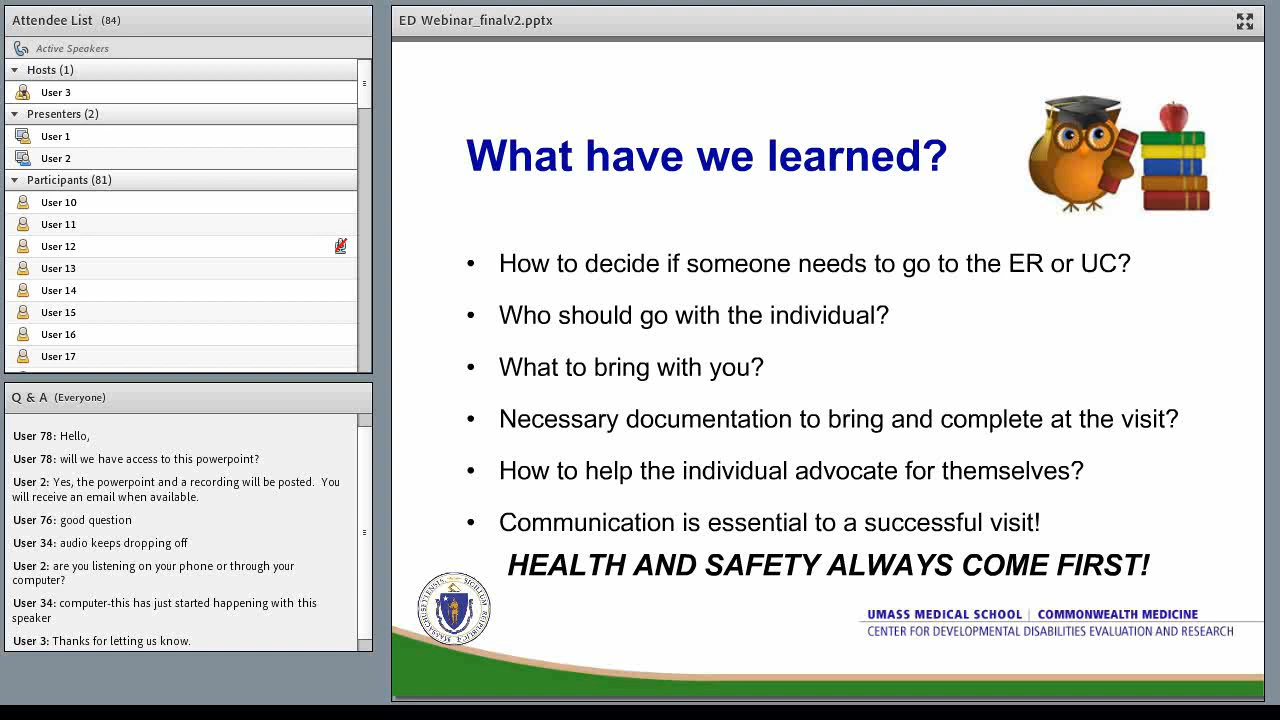 Attendee List (84)
Active Speakers
Hosts (1)
User 3
Presenters (2)
User 1
User 2
Participants (81)
User 10
User 11
User 12
User 13
User 14
User 15
User 16
User 17
Q & A (Everyone)
User 78: Hello,
User 78: will we have access to this powerpoint?
User 2: Yes, the powerpoint and a recording will be posted. You
will receive an email when available.
User 76: good question
User 34: audio keeps dropping off
User 2: are you listening on your phone or through your
computer?
User 34: computer-this has just started happening with this
speaker
User 3: Thanks for letting us know.
ED Webinar_finalv2.pptx
What have we learned?
• How to decide if someone needs to go to the ER or UC?
• Who should go with the individual?
• What to bring with you?
• Necessary documentation to bring and complete at the visit?
• How to help the individual advocate for themselves?
• Communication is essential to a successful visit!
HEALTH AND SAFETY ALWAYS COME FIRST!
UMASS MEDICAL SCHOOL | COMMONWEALTH MEDICINE
CENTER FOR DEVELOPMENTAL DISABILITIES EVALUATION AND RESEARCH